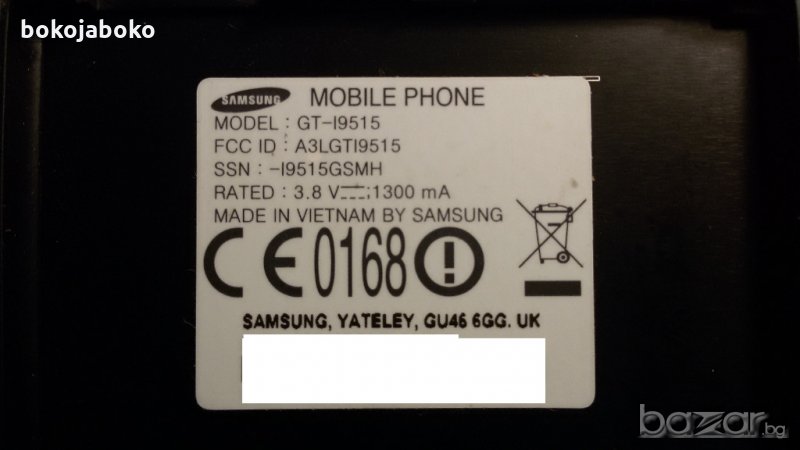 bokojaboko
SAMSUNG MOBILE PHONE
MODEL : GT-I9515
FCC ID : A3LGTI9515
SSN : -I9515GSMH
RATED : 3.8 V⎓;1300 mA
MADE IN VIETNAM BY SAMSUNG
CE0168
SAMSUNG, YATELEY, GU46 6GG. UK
bazar.bg